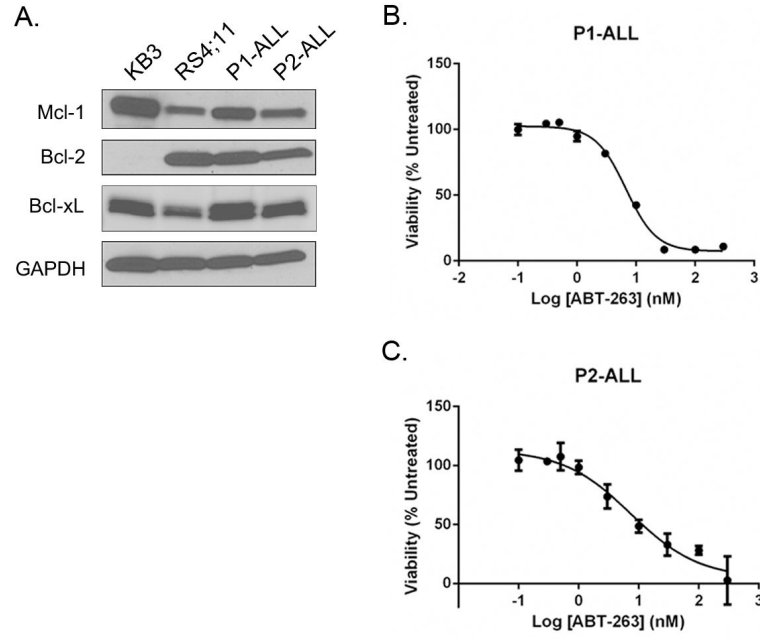 A.
KB3
RS4;11
P1-ALL
P2-ALL
Mcl-1
Bcl-2
Bcl-xL
GAPDH
B.
P1-ALL
Viability (% Untreated)
150
100
50
0
-2 -1 0 1 2 3
Log [ABT-263] (nM)
C.
P2-ALL
Viability (% Untreated)
150
100
50
0
-1 0 1 2 3
Log [ABT-263] (nM)